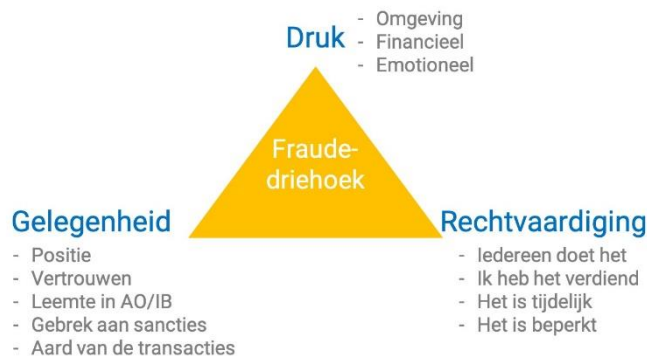 Druk
- Omgeving
- Financieel
- Emotioneel
Fraude-
driehoek
Gelegenheid
- Positie
- Vertrouwen
- Leemte in AO/IB
- Gebrek aan sancties
- Aard van de transacties
Rechtvaardiging
- Iedereen doet het
- Ik heb het verdiend
- Het is tijdelijk
- Het is beperkt